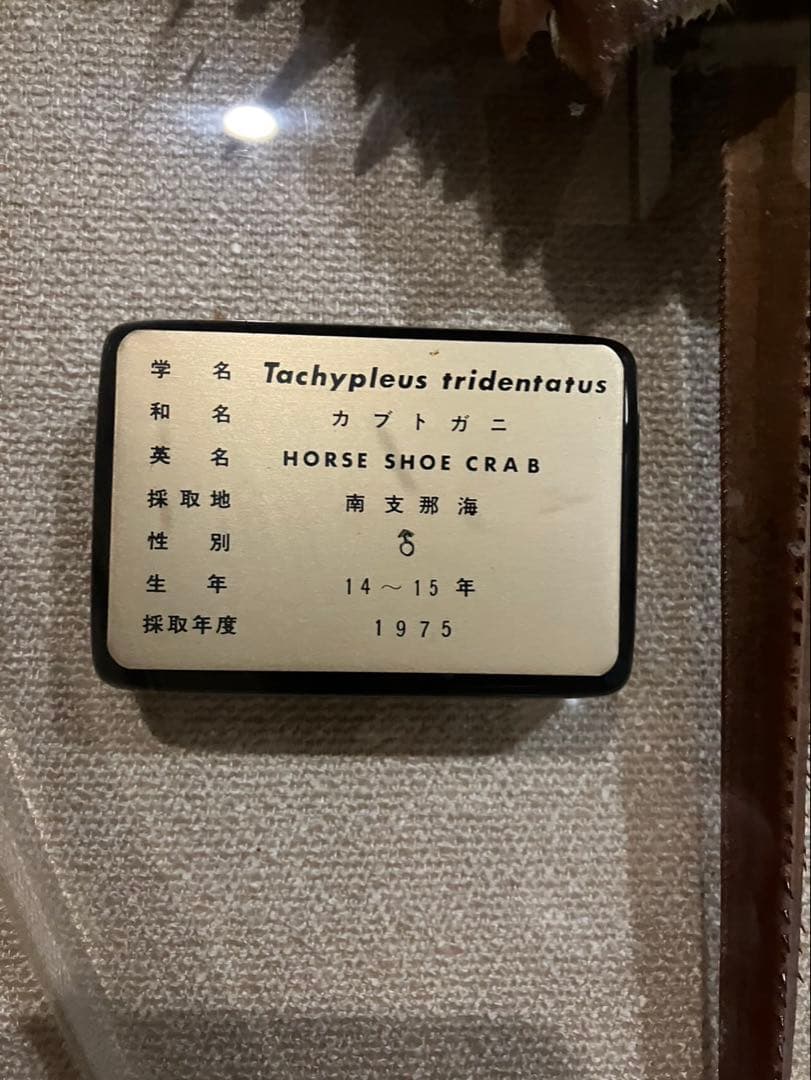 学名 Tachypleus tridentatus
和名 カブトガニ
英名 HORSE SHOE CRAB
採取地 南支那海
性別 ♂
生年 14〜15年
採取年度 1975